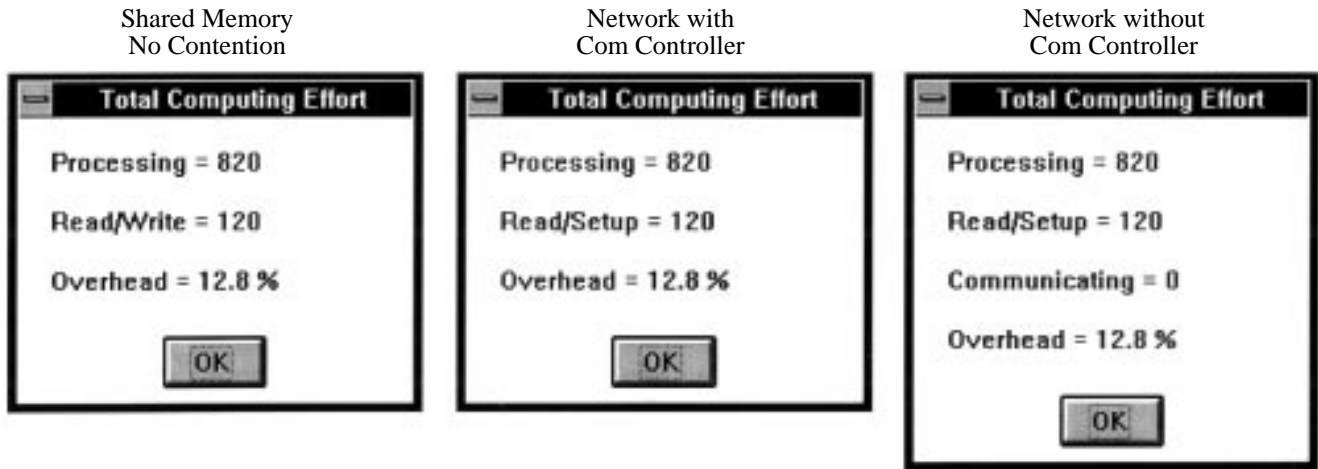 Shared Memory
No Contention
Total Computing Effort
Processing = 820
Read/Write = 120
Overhead = 12.8 %
OK
Network with
Com Controller
Total Computing Effort
Processing = 820
Read/Setup = 120
Overhead = 12.8 %
OK
Network without
Com Controller
Total Computing Effort
Processing = 820
Read/Setup = 120
Communicating = 0
Overhead = 12.8 %
OK